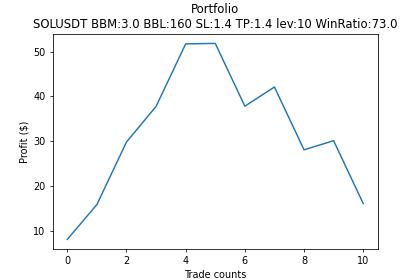 Portfolio
SOLUSDT BBM:3.0 BBL:160 SL:1.4 TP:1.4 lev:10 WinRatio:73.0
50
40
30
20
10
Profit ($)
0 2 4 6 8 10
Trade counts